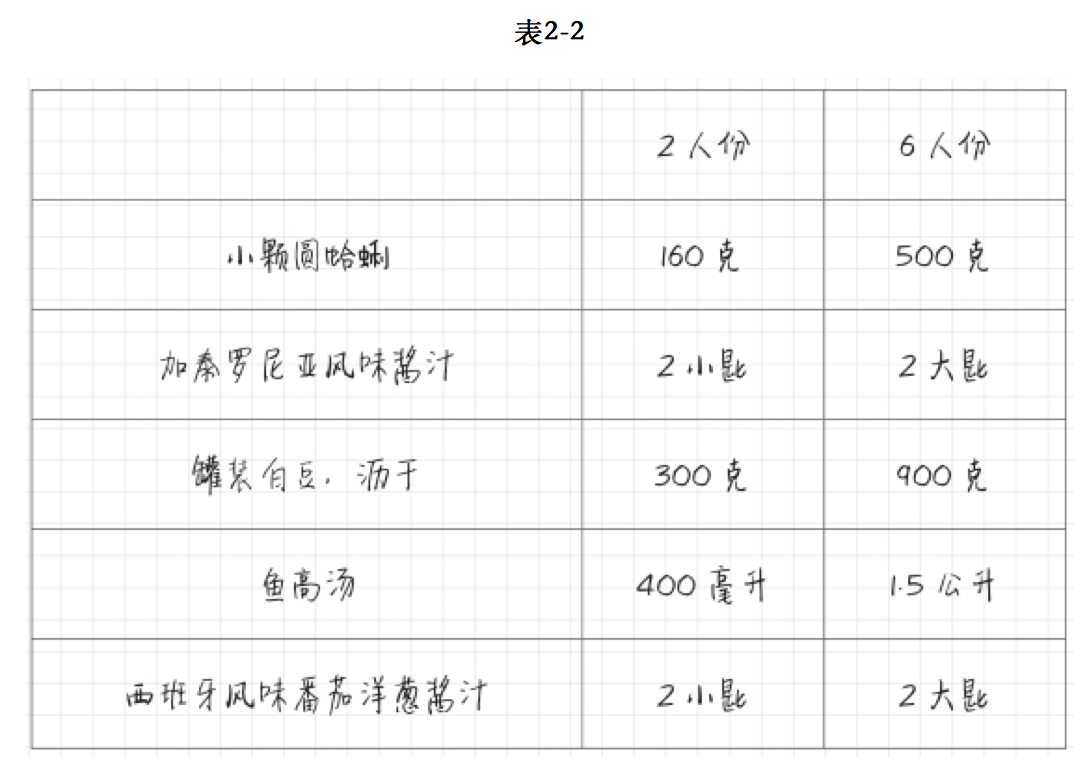 表2-2
2人份 6人份
小颗圆蛤蜊 160克 500克
加泰罗尼亚风味酱汁 2小匙 2大匙
罐装白豆，沥干 300克 900克
鱼高汤 400毫升 1.5公升
西班牙风味番茄洋葱酱汁 2小匙 2大匙